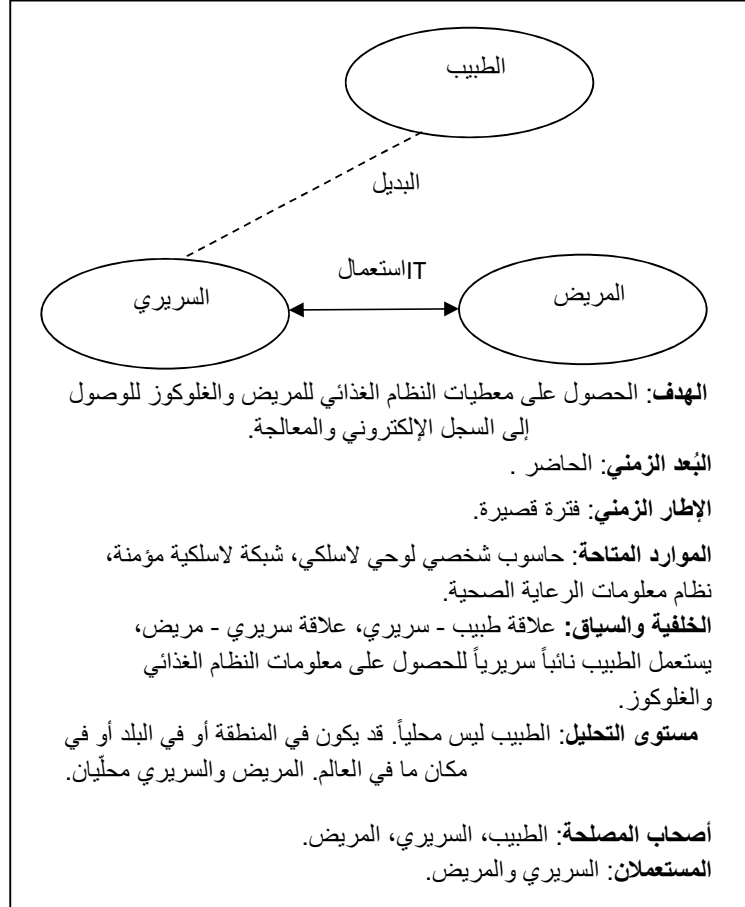 الطبيب
البديل
استعمال IT
السريري
المريض
الهدف: الحصول على معطيات النظام الغذائي للمريض والغلوكوز للوصول
إلى السجل الإلكتروني والمعالجة.
البُعد الزمني: الحاضر .
الإطار الزمني: فترة قصيرة.
الموارد المتاحة: حاسوب شخصي لوحي لاسلكي، شبكة لاسلكية مؤمنة،
نظام معلومات الرعاية الصحية.
الخلفية والسياق: علاقة طبيب - سريري، علاقة سريري - مريض،
يستعمل الطبيب نائباً سريرياً للحصول على معلومات النظام الغذائي
والغلوكوز.
مستوى التحليل: الطبيب ليس محلياً. قد يكون في المنطقة أو في البلد أو في
مكان ما في العالم. المريض والسريري محلّيان.
أصحاب المصلحة: الطبيب، السريري، المريض.
المستعملان: السريري والمريض.